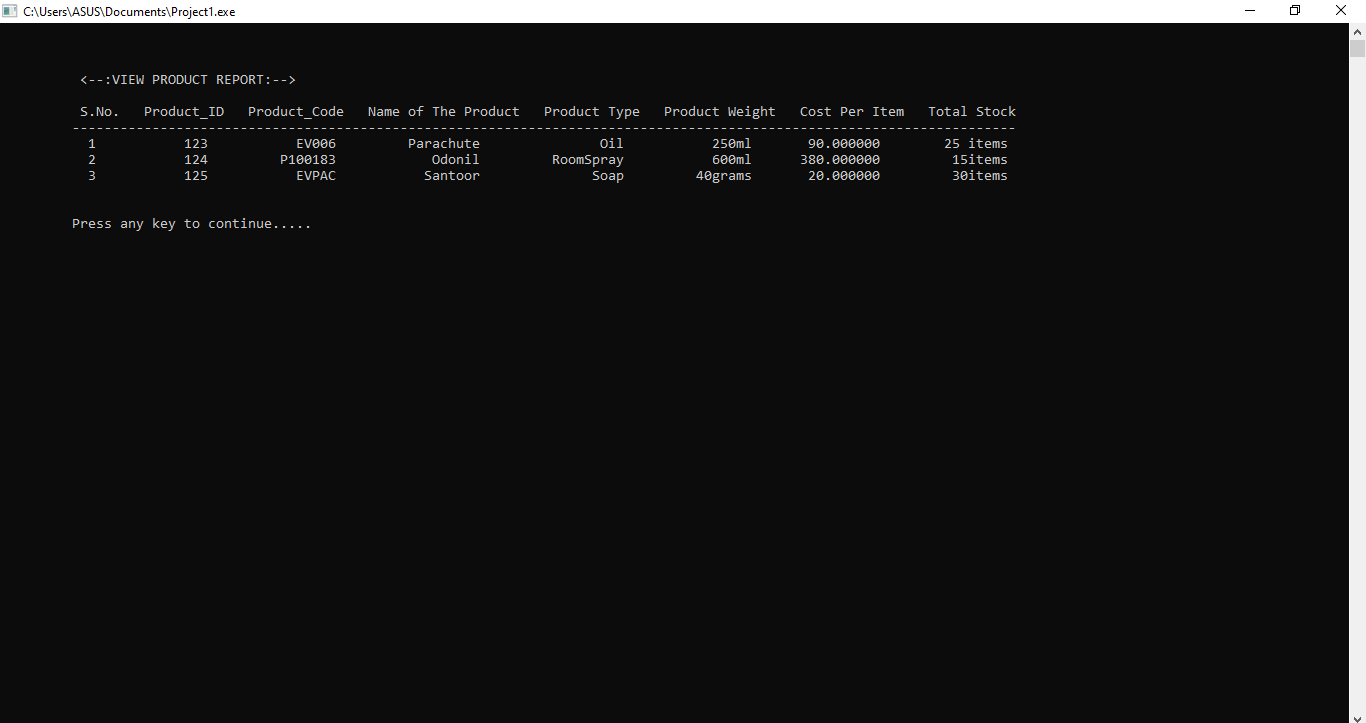 C:\Users\ASUS\Documents\Project1.exe
<--:VIEW PRODUCT REPORT:-->
S.No. Product_ID Product_Code Name of The Product Product Type Product Weight Cost Per Item Total Stock
----------------------------------------------------------------------------------------------------------------------
1 123 EV006 Parachute Oil 250ml 90.000000 25 items
2 124 P100183 Odonil RoomSpray 600ml 380.000000 15items
3 125 EVPAC Santoor Soap 40grams 20.000000 30items
Press any key to continue.....